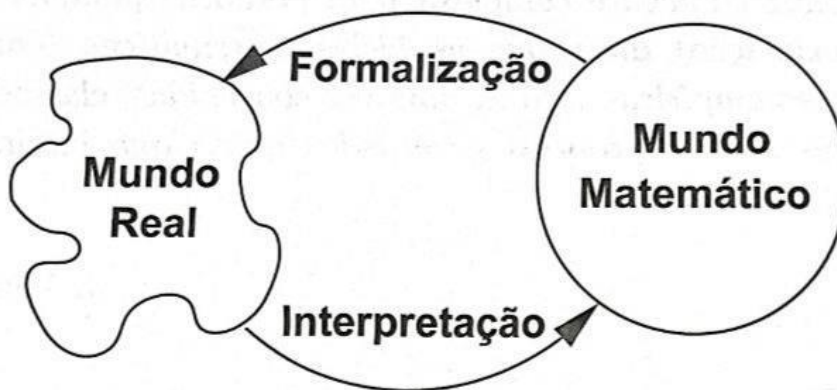 Formalização
Mundo
Real
Mundo
Matemático
Interpretação